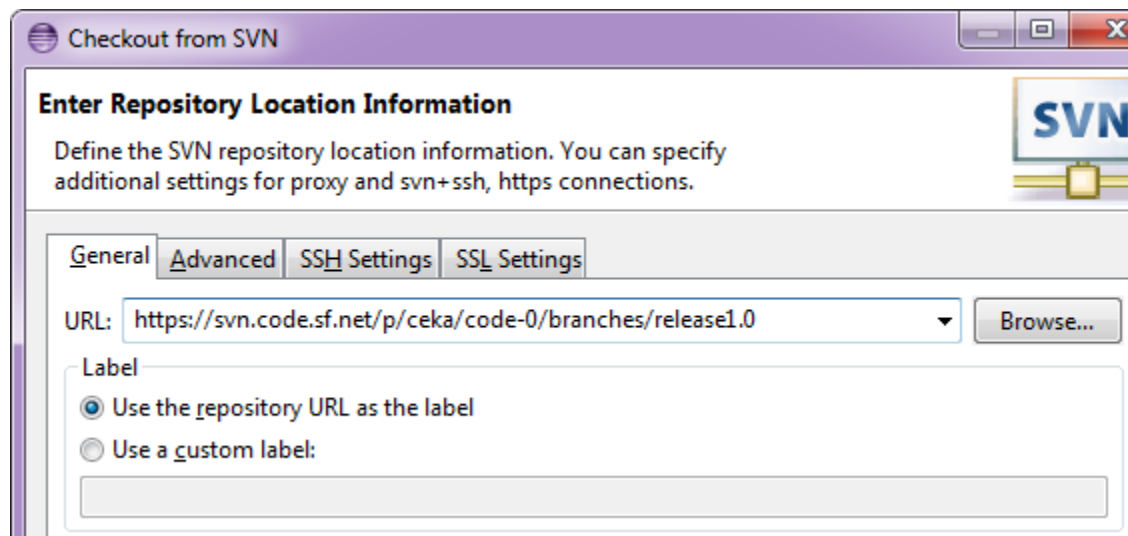 Checkout from SVN
Enter Repository Location Information
SVN
Define the SVN repository location information. You can specify
additional settings for proxy and svn+ssh, https connections.
General Advanced SSH Settings SSL Settings
URL: https://svn.code.sf.net/p/ceka/code-0/branches/release1.0 Browse...
Label
Use the repository URL as the label
Use a custom label: